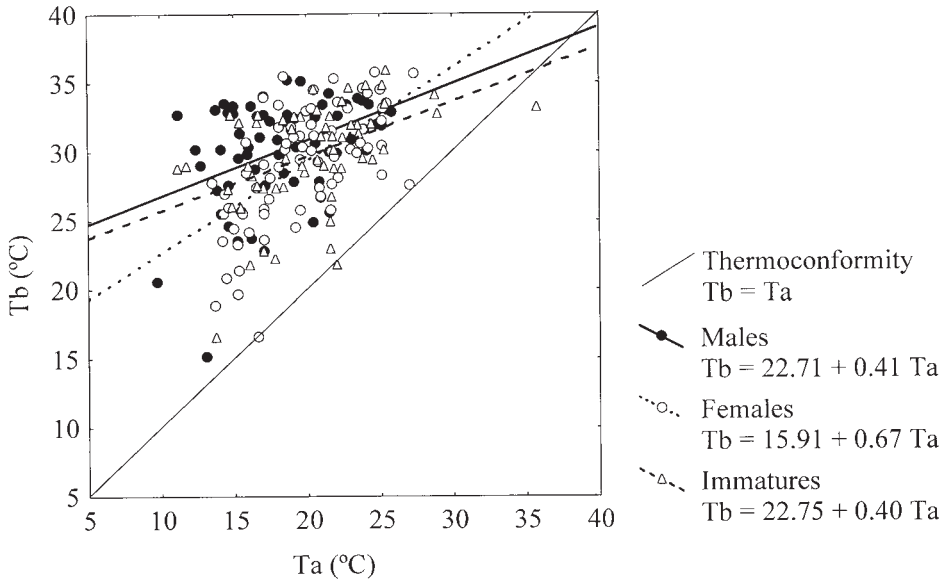 40
35
30
25
20
15
10
5
Tb (ºC)
5
10
15
20
25
30
35
40
Ta (ºC)
Thermoconformity
Tb = Ta
Males
Tb = 22.71 + 0.41 Ta
Females
Tb = 15.91 + 0.67 Ta
Immatures
Tb = 22.75 + 0.40 Ta